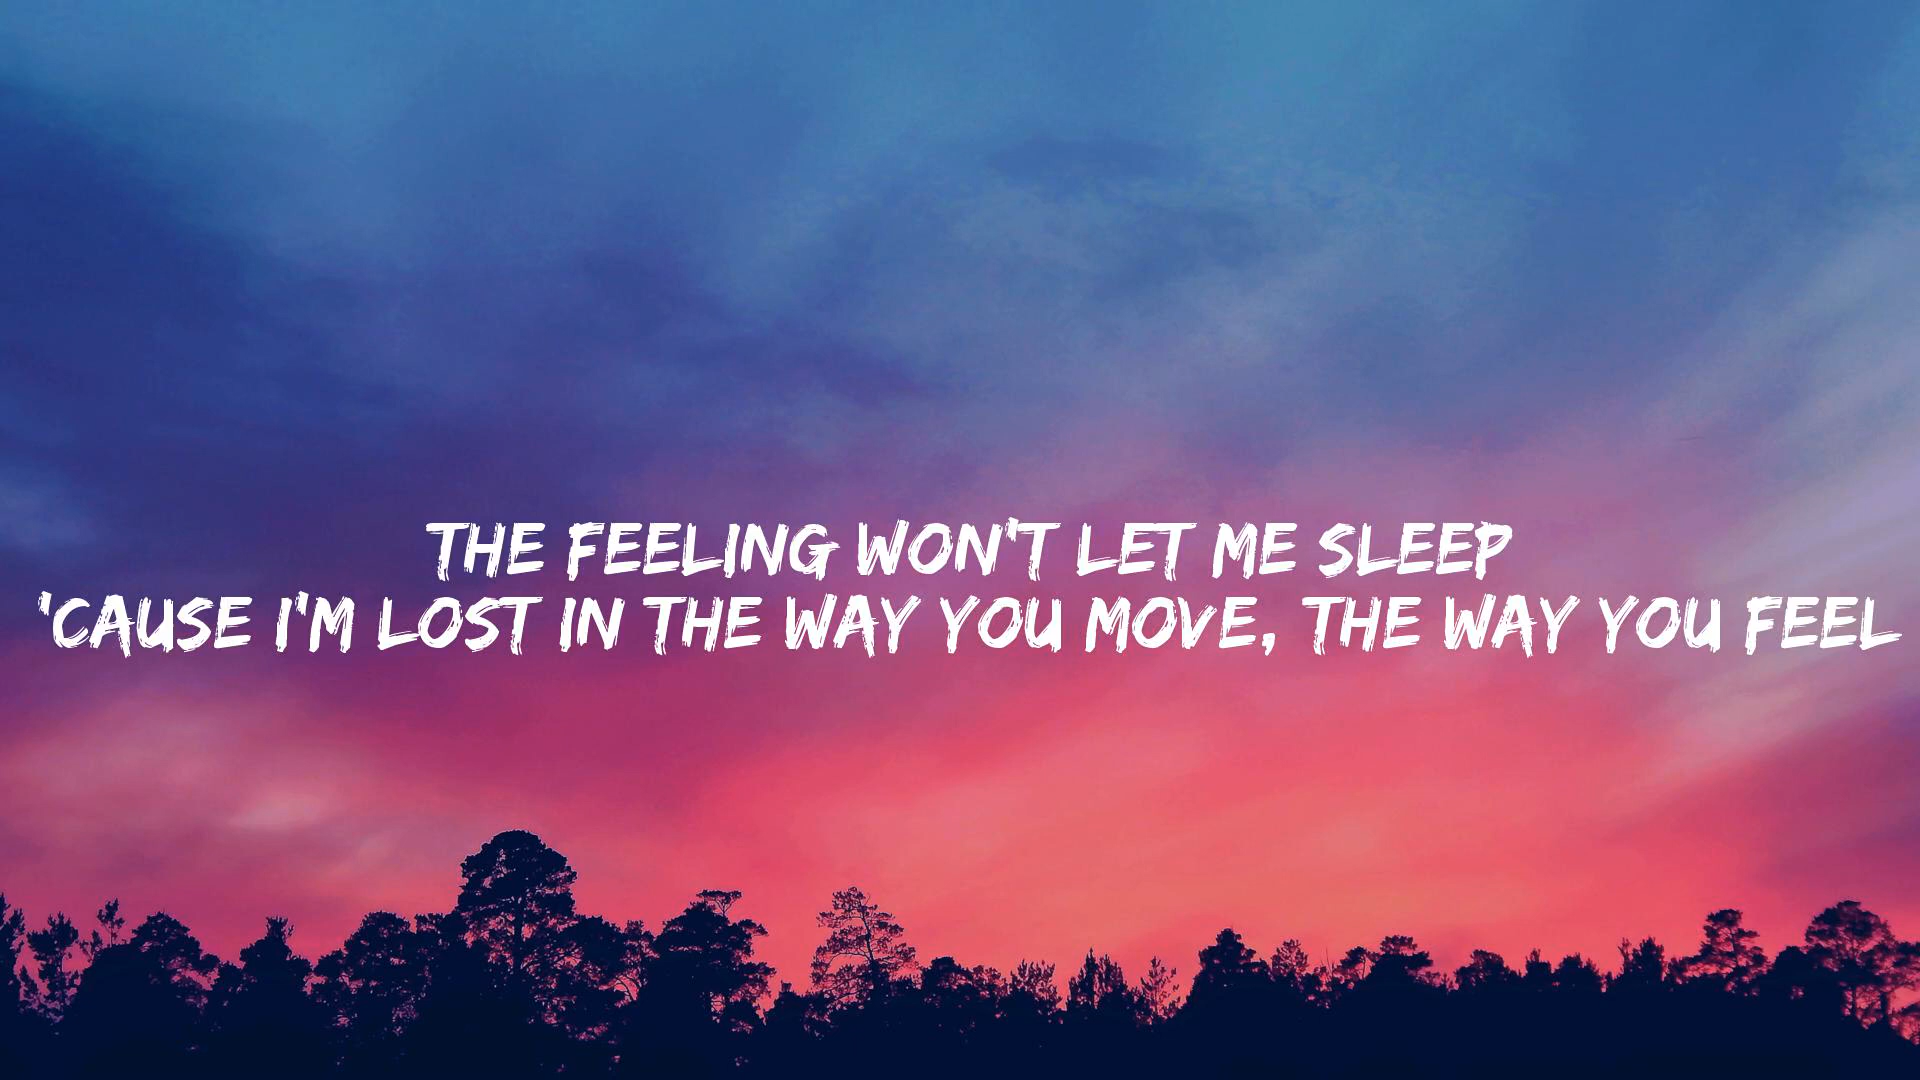 THE FEELING WON'T LET ME SLEEP
'CAUSE I'M LOST IN THE WAY YOU MOVE, THE WAY YOU FEEL